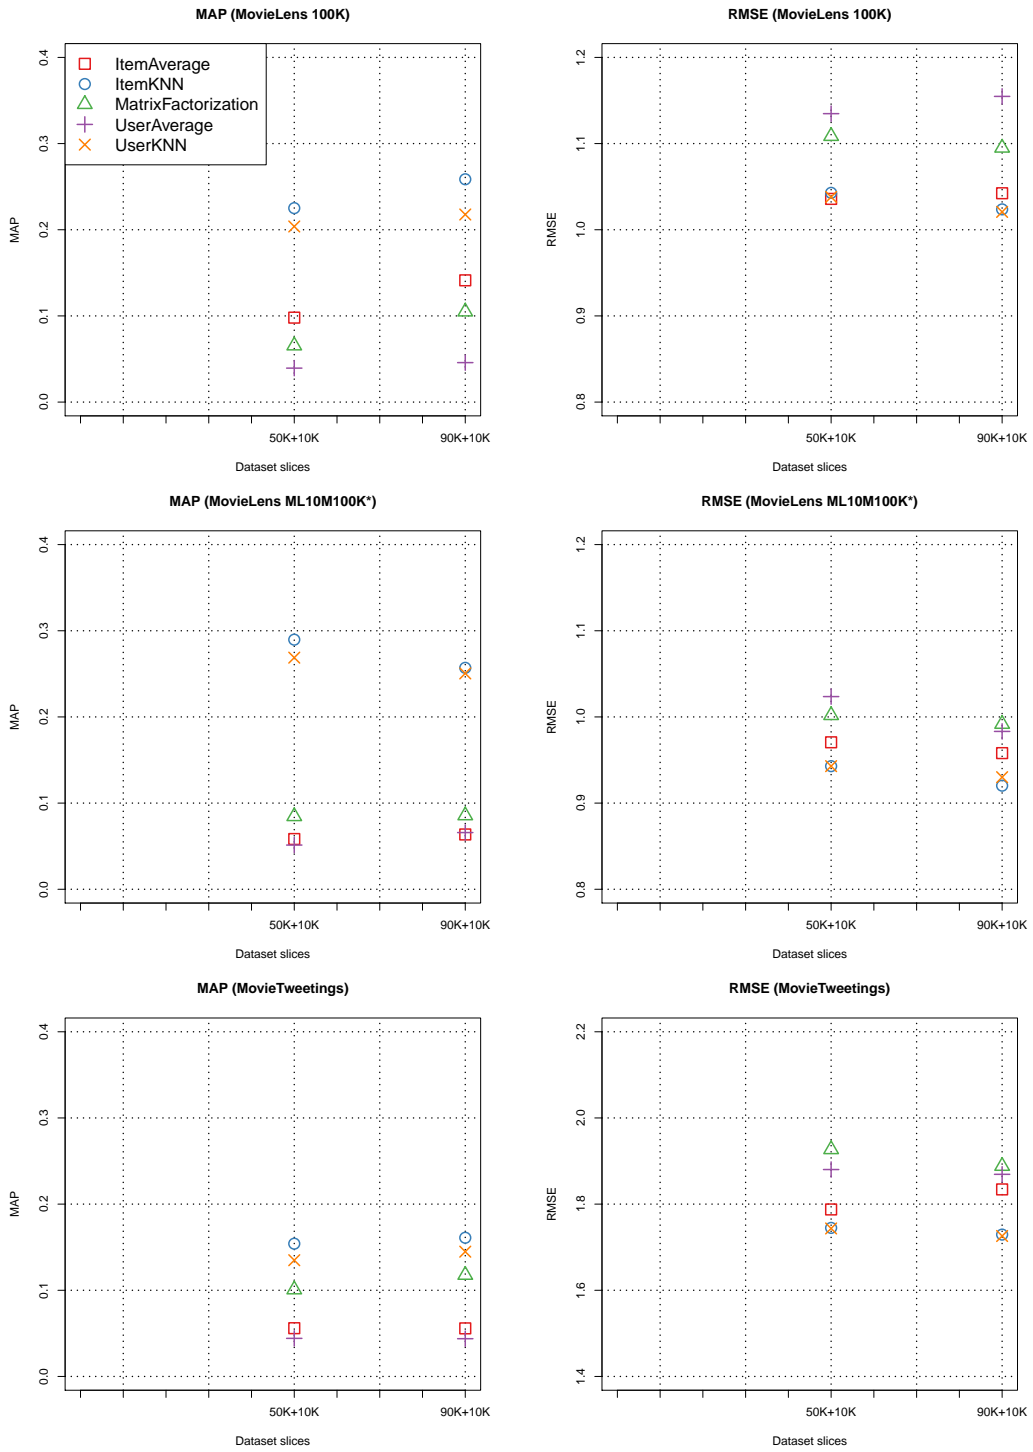 MAP (MovieLens 100K)
0.4
0.3
0.2
0.1
0.0
MAP
ItemAverage
ItemKNN
MatrixFactorization
UserAverage
UserKNN
50K+10K 90K+10K
Dataset slices
RMSE (MovieLens 100K)
1.2
1.1
1.0
0.9
0.8
RMSE
50K+10K 90K+10K
Dataset slices
MAP (MovieLens ML10M100K*)
0.4
0.3
0.2
0.1
0.0
MAP
50K+10K 90K+10K
Dataset slices
RMSE (MovieLens ML10M100K*)
1.2
1.1
1.0
0.9
0.8
RMSE
50K+10K 90K+10K
Dataset slices
MAP (MovieTweetings)
0.4
0.3
0.2
0.1
0.0
MAP
50K+10K 90K+10K
Dataset slices
RMSE (MovieTweetings)
2.2
2.0
1.8
1.6
1.4
RMSE
50K+10K 90K+10K
Dataset slices